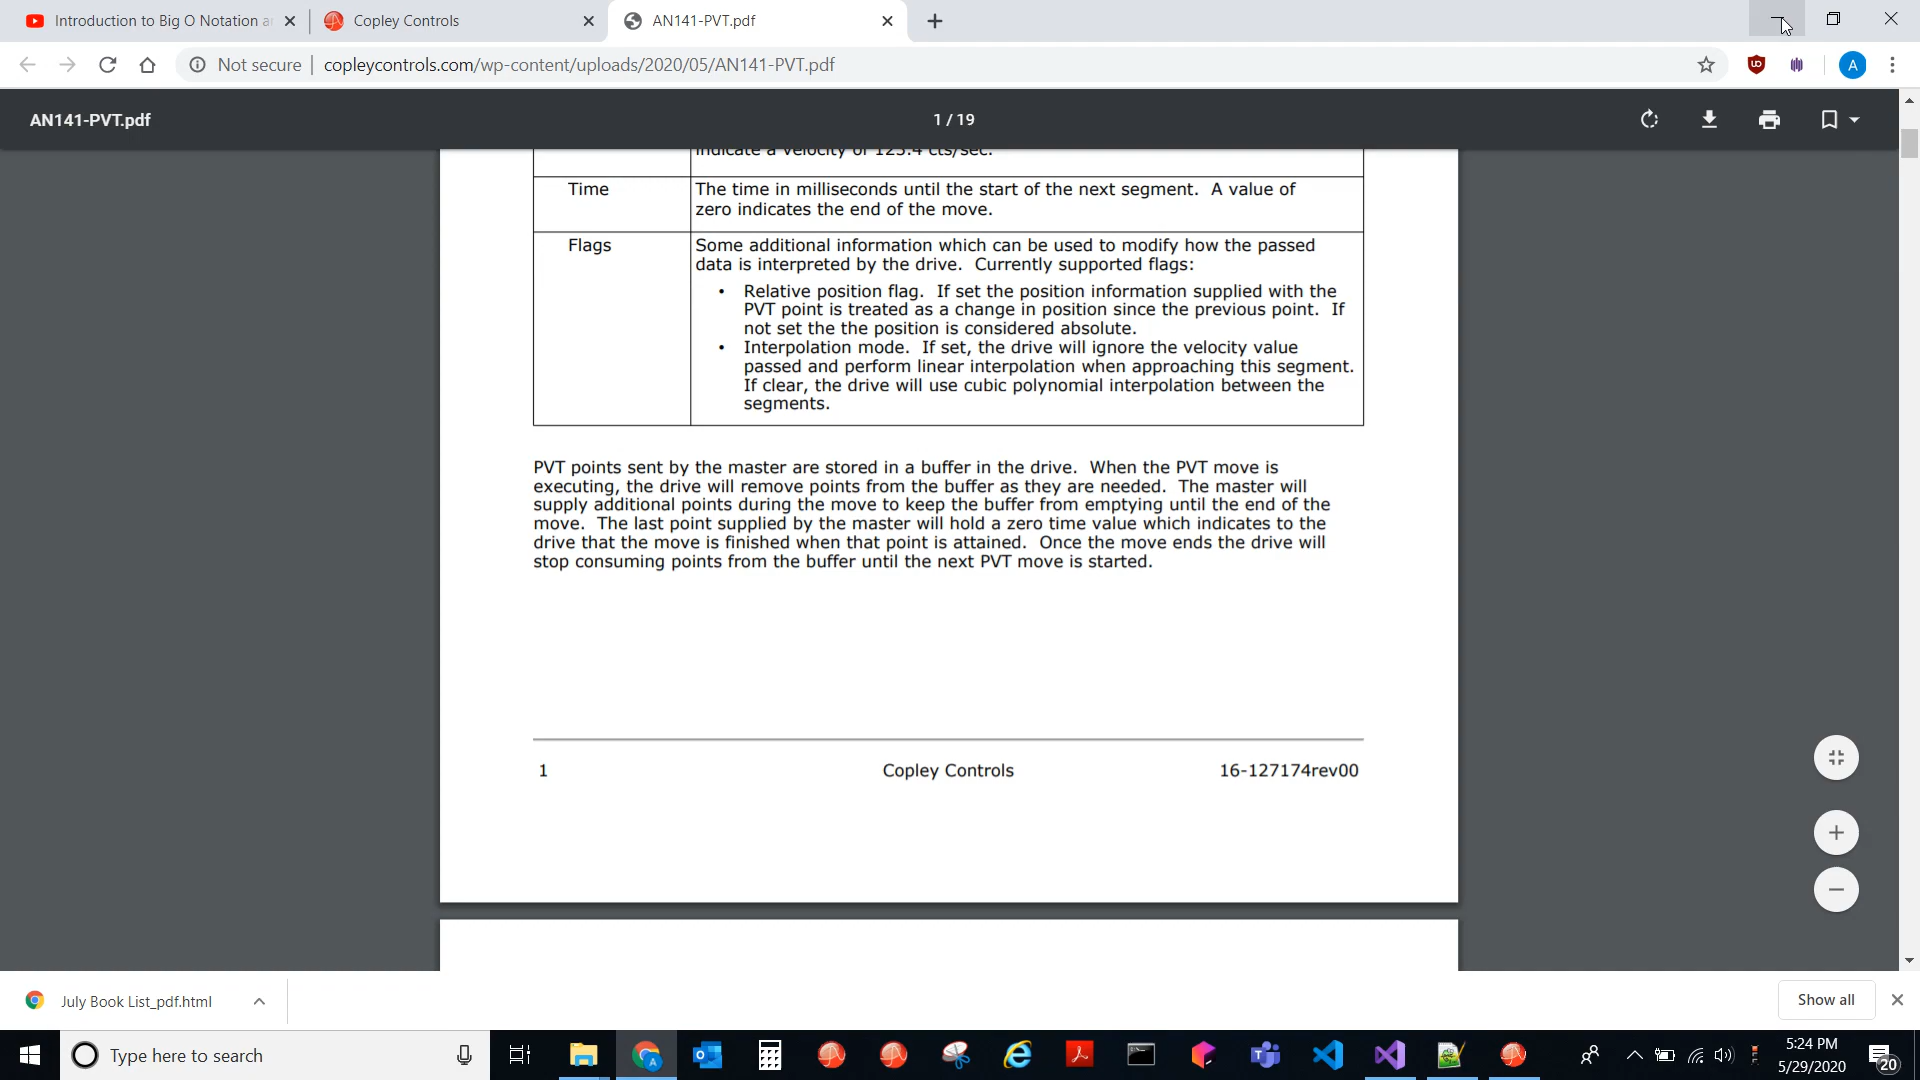 Introduction to Big O Notation a
Copley Controls
AN141-PVT.pdf
Not secure
copleycontrols.com/wp-content/uploads/2020/05/AN141-PVT.pdf
A
AN141-PVT.pdf
1 / 19
indicate a velocity of 123.4 cts/sec.
Time
The time in milliseconds until the start of the next segment. A value of
zero indicates the end of the move.
Flags
Some additional information which can be used to modify how the passed
data is interpreted by the drive. Currently supported flags:
• Relative position flag. If set the position information supplied with the
PVT point is treated as a change in position since the previous point. If
not set the the position is considered absolute.
• Interpolation mode. If set, the drive will ignore the velocity value
passed and perform linear interpolation when approaching this segment.
If clear, the drive will use cubic polynomial interpolation between the
segments.
PVT points sent by the master are stored in a buffer in the drive. When the PVT move is
executing, the drive will remove points from the buffer as they are needed. The master will
supply additional points during the move to keep the buffer from emptying until the end of the
move. The last point supplied by the master will hold a zero time value which indicates to the
drive that the move is finished when that point is attained. Once the move ends the drive will
stop consuming points from the buffer until the next PVT move is started.
1
Copley Controls
16-127174rev00
July Book List_pdf.html
Show all
Type here to search
5:24 PM
5/29/2020
20